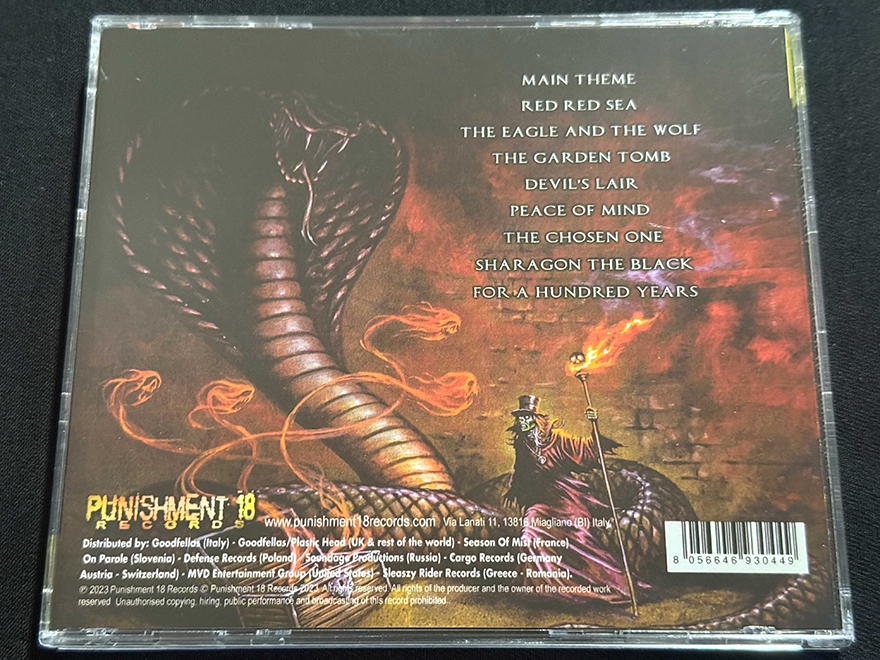 MAIN THEME
RED RED SEA
THE EAGLE AND THE WOLF
THE GARDEN TOMB
DEVIL'S LAIR
PEACE OF MIND
THE CHOSEN ONE
SHARAGON THE BLACK
FOR A HUNDRED YEARS
PUNISHMENT 18
RECORDS
www.punishment18records.com Via Lanati 11, 13816 Miagliano (BI) Italy
Distributed by: Goodfellas (Italy) - Goodfellas/Plastic Head (UK & rest of the world) - Season Of Mist (France)
On Parole (Slovenia) - Defense Records (Poland) - Soundage Productions (Russia) - Cargo Records (Germany
Austria - Switzerland) - MVD Entertainment Group (United States) - Sleaszy Rider Records (Greece - Romania).
℗ 2023 Punishment 18 Records © Punishment 18 Records 2023. All rights reserved. All rights of the producer and the owner of the recorded work
reserved Unauthorised copying, hiring, public performance and broadcasting of this record prohibited.
8 056646 930449